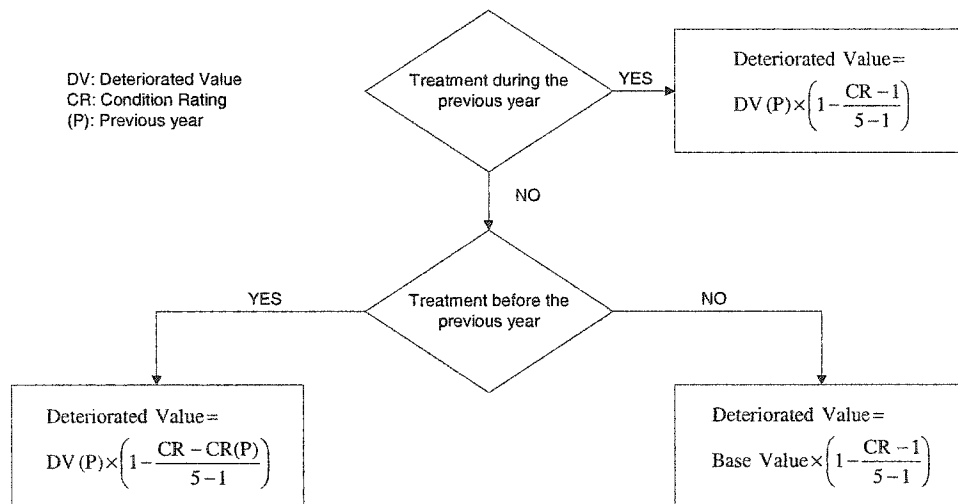 DV: Deteriorated Value
CR: Condition Rating
(P): Previous year
Treatment during the
previous year
YES
Deteriorated Value=
DV(P)×(1−(CR−1)/(5−1))
NO
Treatment before the
previous year
YES
NO
Deteriorated Value=
DV(P)×(1−(CR−CR(P))/(5−1))
Deteriorated Value=
Base Value×(1−(CR−1)/(5−1))